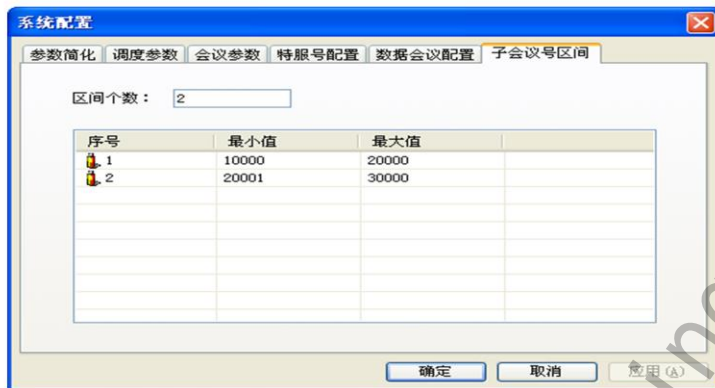 系统配置
参数简化 调度参数 会议参数 特服号配置 数据会议配置 子会议号区间
区间个数： 2
序号 最小值 最大值
1 10000 20000
2 20001 30000
确定 取消 应用(A)